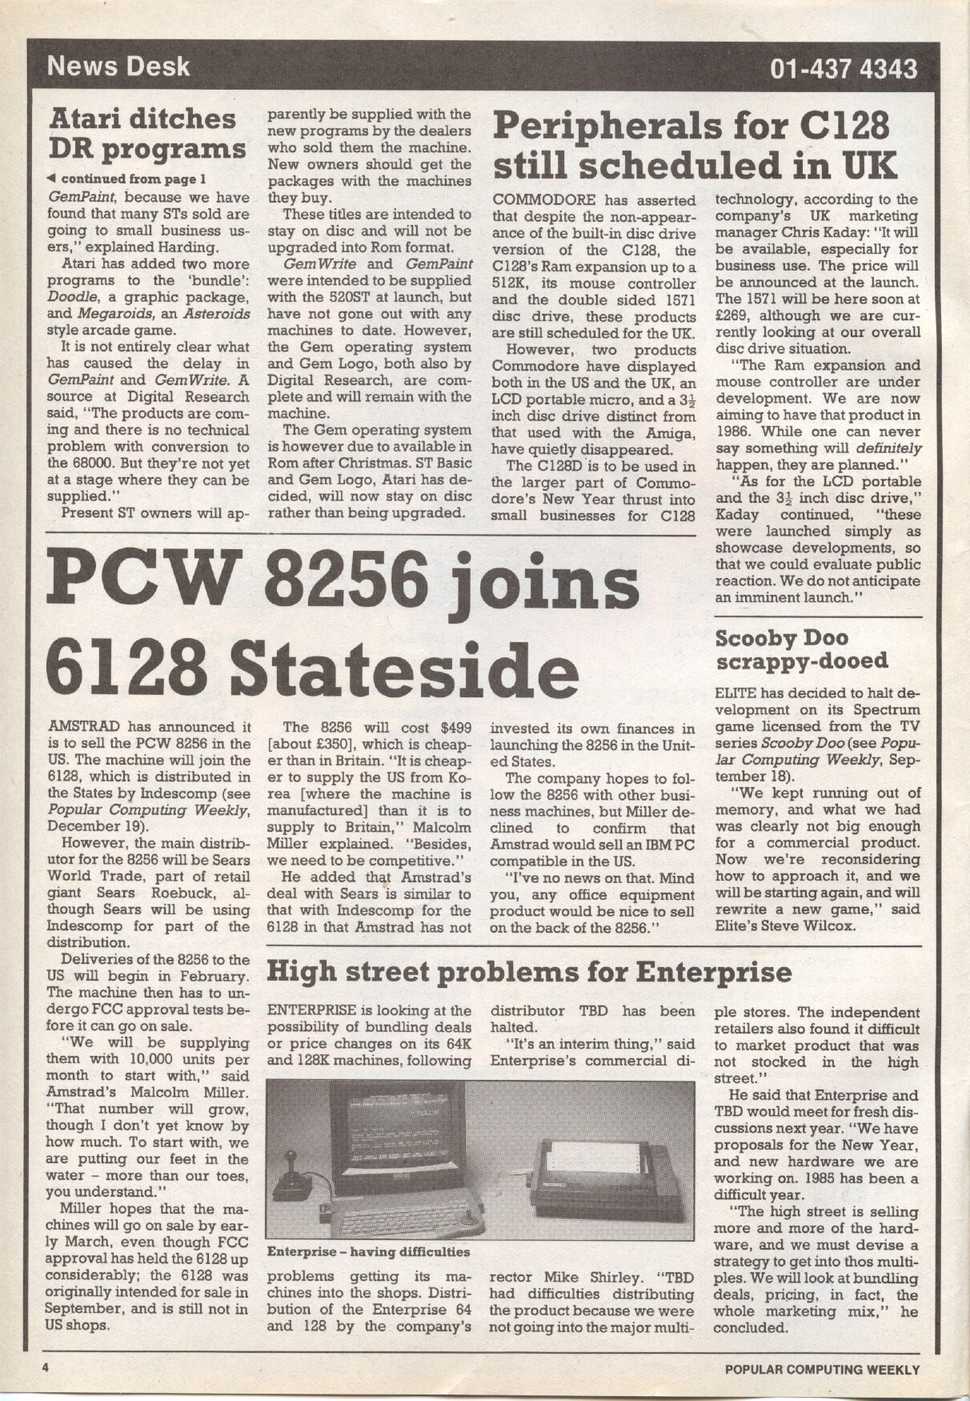 News Desk
01-437 4343
Atari ditches
DR programs
◄ continued from page 1
GemPaint, because we have
found that many STs sold are
going to small business us-
ers," explained Harding.
Atari has added two more
programs to the 'bundle':
Doodle, a graphic package,
and Megaroids, an Asteroids
style arcade game.
It is not entirely clear what
has caused the delay in
GemPaint and GemWrite. A
source at Digital Research
said, "The products are com-
ing and there is no technical
problem with conversion to
the 68000. But they're not yet
at a stage where they can be
supplied."
Present ST owners will ap-
parently be supplied with the
new programs by the dealers
who sold them the machine.
New owners should get the
packages with the machines
they buy.
These titles are intended to
stay on disc and will not be
upgraded into Rom format.
GemWrite and GemPaint
were intended to be supplied
with the 520ST at launch, but
have not gone out with any
machines to date. However,
the Gem operating system
and Gem Logo, both also by
Digital Research, are com-
plete and will remain with the
machine.
The Gem operating system
is however due to available in
Rom after Christmas. ST Basic
and Gem Logo, Atari has de-
cided, will now stay on disc
rather than being upgraded.
Peripherals for C128
still scheduled in UK
COMMODORE has asserted
that despite the non-appear-
ance of the built-in disc drive
version of the C128, the
C128's Ram expansion up to a
512K, its mouse controller
and the double sided 1571
disc drive, these products
are still scheduled for the UK.
However, two products
Commodore have displayed
both in the US and the UK, an
LCD portable micro, and a 3½
inch disc drive distinct from
that used with the Amiga,
have quietly disappeared.
The C128D is to be used in
the larger part of Commo-
dore's New Year thrust into
small businesses for C128
technology, according to the
company's UK marketing
manager Chris Kaday: "It will
be available, especially for
business use. The price will
be announced at the launch.
The 1571 will be here soon at
£269, although we are cur-
rently looking at our overall
disc drive situation.
"The Ram expansion and
mouse controller are under
development. We are now
aiming to have that product in
1986. While one can never
say something will definitely
happen, they are planned."
"As for the LCD portable
and the 3½ inch disc drive,"
Kaday continued, "these
were launched simply as
showcase developments, so
that we could evaluate public
reaction. We do not anticipate
an imminent launch."
PCW 8256 joins
6128 Stateside
AMSTRAD has announced it
is to sell the PCW 8256 in the
US. The machine will join the
6128, which is distributed in
the States by Indescomp (see
Popular Computing Weekly,
December 19).
However, the main distrib-
utor for the 8256 will be Sears
World Trade, part of retail
giant Sears Roebuck, al-
though Sears will be using
Indescomp for part of the
distribution.
Deliveries of the 8256 to the
US will begin in February.
The machine then has to un-
dergo FCC approval tests be-
fore it can go on sale.
"We will be supplying
them with 10,000 units per
month to start with," said
Amstrad's Malcolm Miller.
"That number will grow,
though I don't yet know by
how much. To start with, we
are putting our feet in the
water – more than our toes,
you understand."
Miller hopes that the ma-
chines will go on sale by ear-
ly March, even though FCC
approval has held the 6128 up
considerably; the 6128 was
originally intended for sale in
September, and is still not in
US shops.
The 8256 will cost $499
[about £350], which is cheap-
er than in Britain. "It is cheap-
er to supply the US from Ko-
rea [where the machine is
manufactured] than it is to
supply to Britain," Malcolm
Miller explained. "Besides,
we need to be competitive."
He added that Amstrad's
deal with Sears is similar to
that with Indescomp for the
6128 in that Amstrad has not
invested its own finances in
launching the 8256 in the Unit-
ed States.
The company hopes to fol-
low the 8256 with other busi-
ness machines, but Miller de-
clined to confirm that
Amstrad would sell an IBM PC
compatible in the US.
"I've no news on that. Mind
you, any office equipment
product would be nice to sell
on the back of the 8256."
Scooby Doo
scrappy-dooed
ELITE has decided to halt de-
velopment on its Spectrum
game licensed from the TV
series Scooby Doo (see Popu-
lar Computing Weekly, Sep-
tember 18).
"We kept running out of
memory, and what we had
was clearly not big enough
for a commercial product.
Now we're reconsidering
how to approach it, and we
will be starting again, and will
rewrite a new game," said
Elite's Steve Wilcox.
High street problems for Enterprise
ENTERPRISE is looking at the
possibility of bundling deals
or price changes on its 64K
and 128K machines, following
Enterprise – having difficulties
problems getting its ma-
chines into the shops. Distri-
bution of the Enterprise 64
and 128 by the company's
distributor TBD has been
halted.
"It's an interim thing," said
Enterprise's commercial di-
rector Mike Shirley. "TBD
had difficulties distributing
the product because we were
not going into the major multi-
ple stores. The independent
retailers also found it difficult
to market product that was
not stocked in the high
street."
He said that Enterprise and
TBD would meet for fresh dis-
cussions next year. "We have
proposals for the New Year,
and new hardware we are
working on. 1985 has been a
difficult year.
"The high street is selling
more and more of the hard-
ware, and we must devise a
strategy to get into thos multi-
ples. We will look at bundling
deals, pricing, in fact, the
whole marketing mix," he
concluded.
4
POPULAR COMPUTING WEEKLY